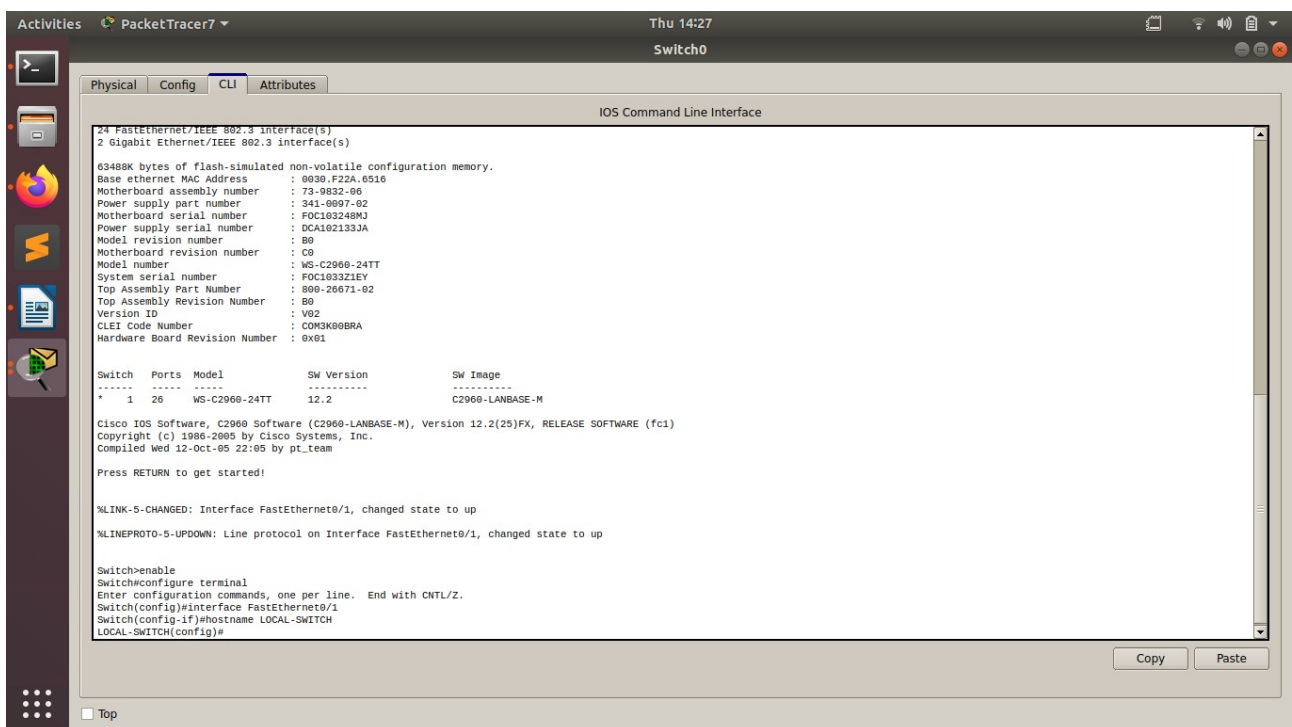 Activities PacketTracer7 Thu 14:27
Switch0
Physical Config CLI Attributes
IOS Command Line Interface
24 FastEthernet/IEEE 802.3 interface(s)
2 Gigabit Ethernet/IEEE 802.3 interface(s)
63488K bytes of flash-simulated non-volatile configuration memory.
Base ethernet MAC Address : 0030.F22A.6516
Motherboard assembly number : 73-9832-06
Power supply part number : 341-0097-02
Motherboard serial number : FOC103248MJ
Power supply serial number : DCA102133JA
Model revision number : B0
Motherboard revision number : C0
Model number : WS-C2960-24TT
System serial number : FOC1033Z1EY
Top Assembly Part Number : 800-26671-02
Top Assembly Revision Number : B0
Version ID : V02
CLEI Code Number : COM3K00BRA
Hardware Board Revision Number : 0x01
Switch Ports Model SW Version SW Image
------ ----- ----- ---------- ----------
* 1 26 WS-C2960-24TT 12.2 C2960-LANBASE-M
Cisco IOS Software, C2960 Software (C2960-LANBASE-M), Version 12.2(25)FX, RELEASE SOFTWARE (fc1)
Copyright (c) 1986-2005 by Cisco Systems, Inc.
Compiled Wed 12-Oct-05 22:05 by pt_team
Press RETURN to get started!
%LINK-5-CHANGED: Interface FastEthernet0/1, changed state to up
%LINEPROTO-5-UPDOWN: Line protocol on Interface FastEthernet0/1, changed state to up
Switch>enable
Switch#configure terminal
Enter configuration commands, one per line. End with CNTL/Z.
Switch(config)#interface FastEthernet0/1
Switch(config-if)#hostname LOCAL-SWITCH
LOCAL-SWITCH(config)#
Copy Paste
Top